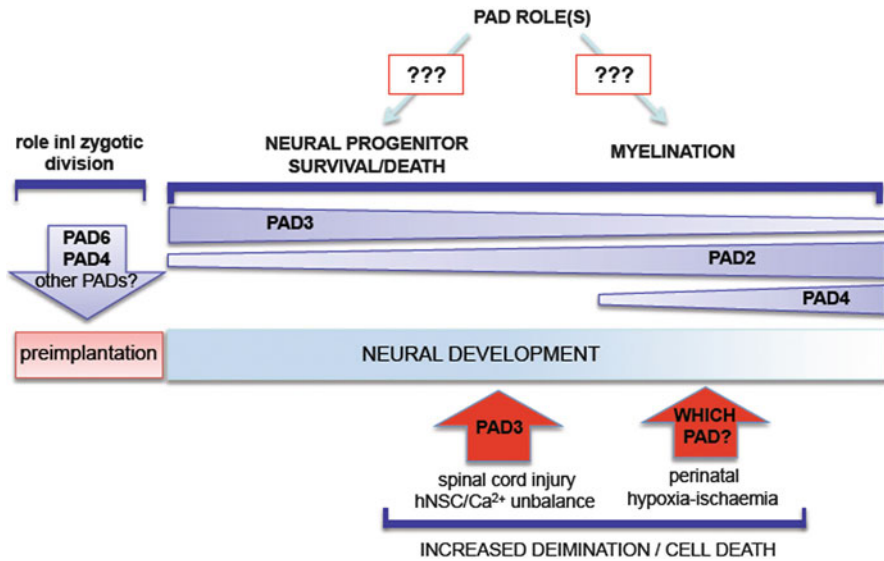 PAD ROLE(S)
???
???
role inl zygotic
division
NEURAL PROGENITOR
SURVIVAL/DEATH
MYELINATION
PAD3
PAD6
PAD4
other PADs?
PAD2
PAD4
preimplantation
NEURAL DEVELOPMENT
PAD3
WHICH
PAD?
spinal cord injury
hNSC/Ca²⁺ unbalance
perinatal
hypoxia-ischaemia
INCREASED DEIMINATION / CELL DEATH